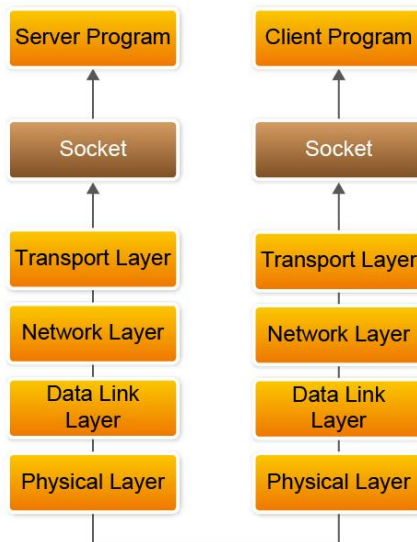 Server Program
Client Program
Socket
Socket
Transport Layer
Transport Layer
Network Layer
Network Layer
Data Link
Layer
Data Link
Layer
Physical Layer
Physical Layer